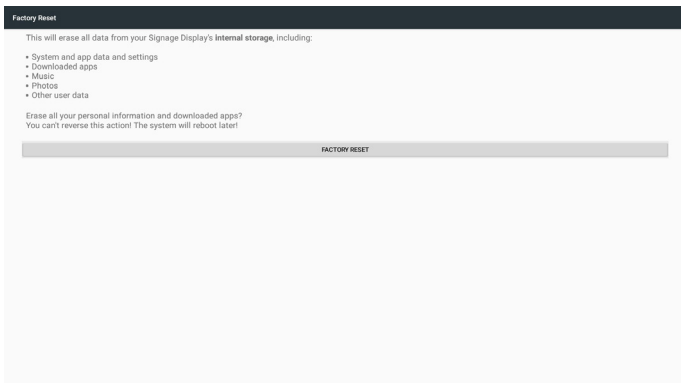 Factory Reset
This will erase all data from your Signage Display's internal storage, including:
• System and app data and settings
• Downloaded apps
• Music
• Photos
• Other user data
Erase all your personal information and downloaded apps?
You can't reverse this action! The system will reboot later!
FACTORY RESET